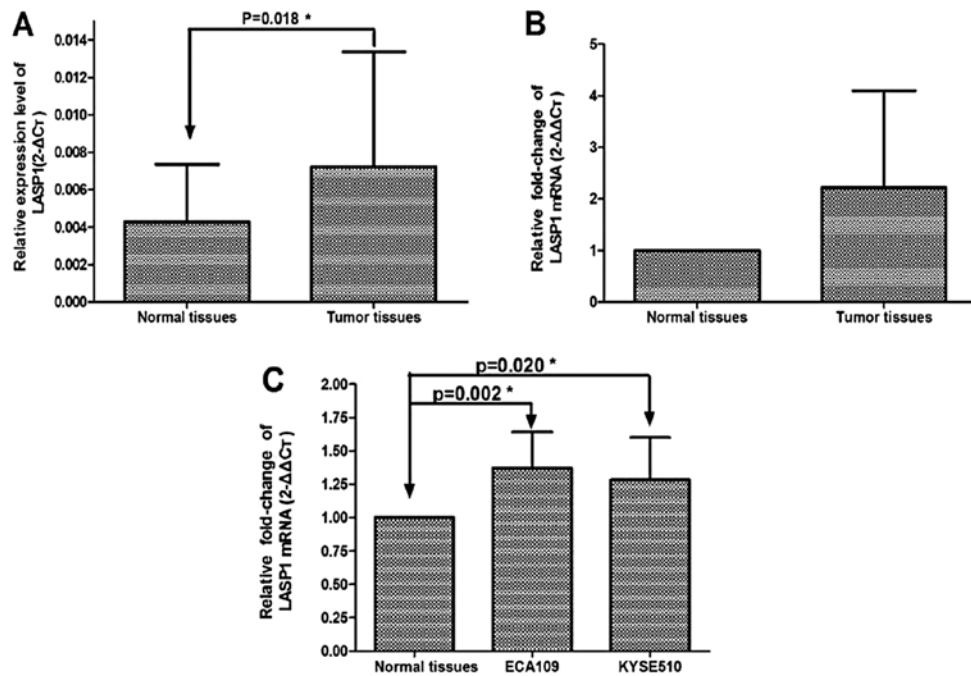 A
P=0.018 *
Relative expression level of
LASP1(2-ΔCT)
0.014
0.012
0.010
0.008
0.006
0.004
0.002
0.000
Normal tissues
Tumor tissues
B
Relative fold-change of
LASP1 mRNA (2-ΔΔCT)
5
4
3
2
1
0
Normal tissues
Tumor tissues
C
p=0.020 *
p=0.002 *
Relative fold-change of
LASP1 mRNA (2-ΔΔCT)
2.00
1.75
1.50
1.25
1.00
0.75
0.50
0.25
0.00
Normal tissues
ECA109
KYSE510